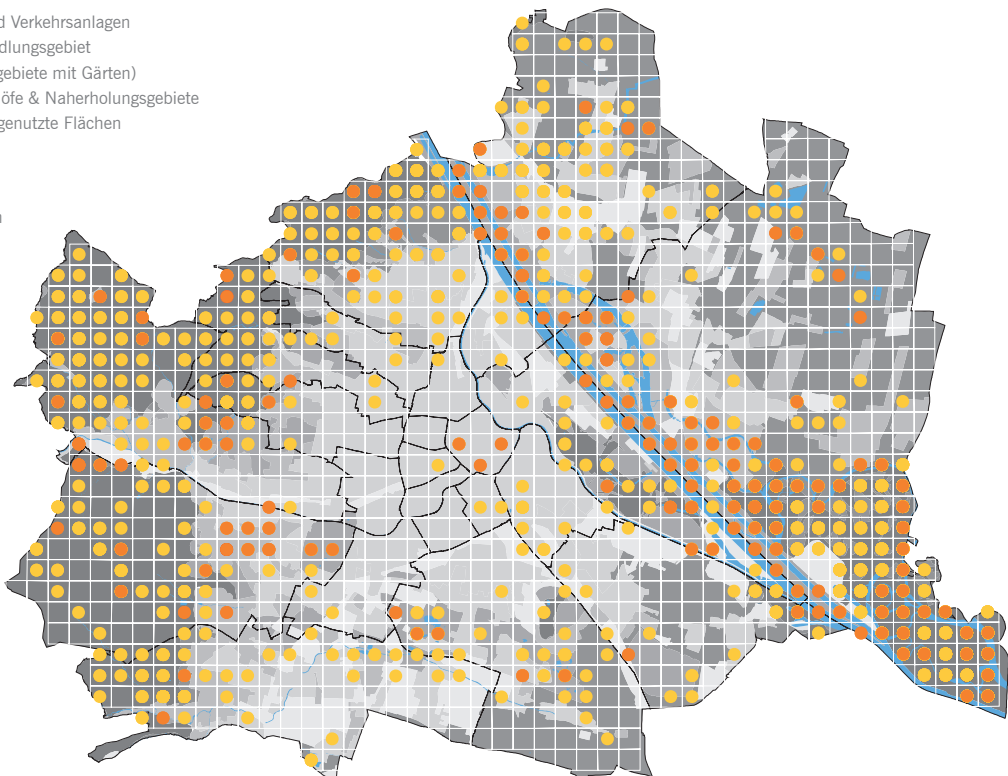 d Verkehrsanlagen
dlungsgebiet
gebiete mit Gärten)
öfe & Naherholungsgebiete
genutzte Flächen